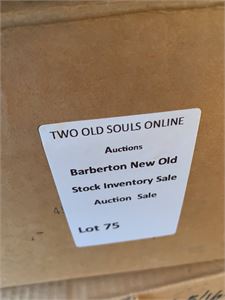 TWO OLD SOULS ONLINE
Auctions
Barberton New Old
Stock Inventory Sale
Auction Sale
Lot 75